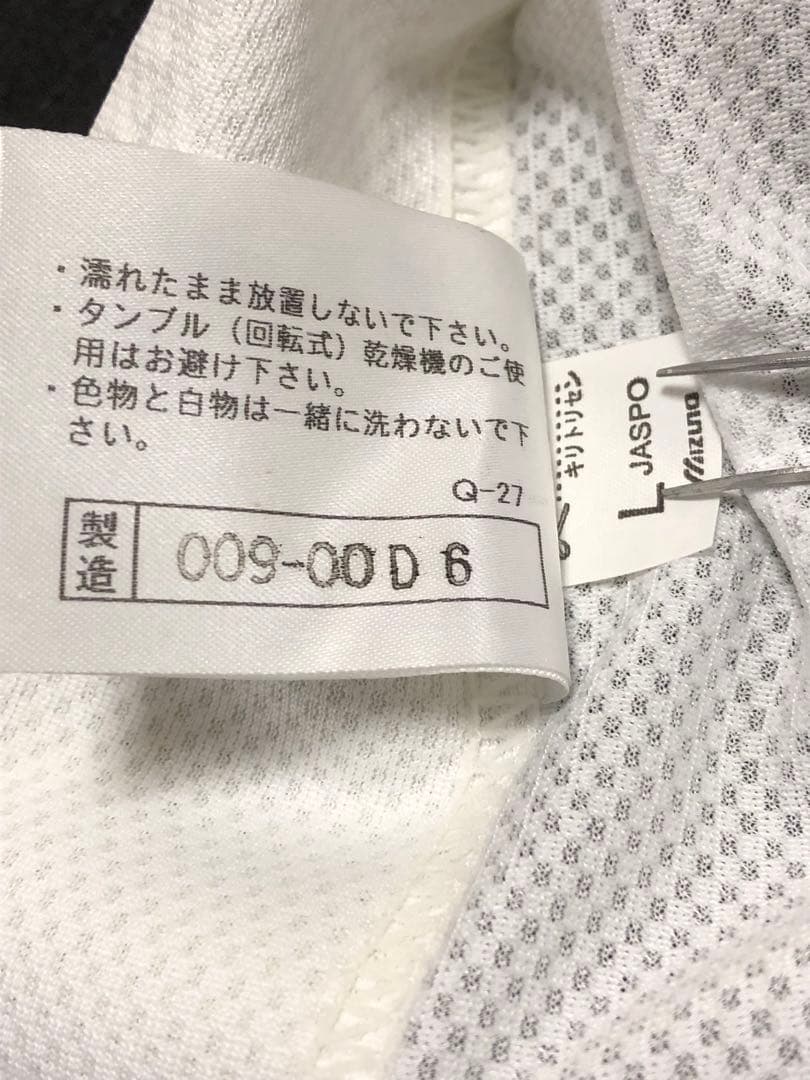 ・濡れたまま放置しないで下さい。
・タンブル（回転式）乾燥機のご使
用はお避け下さい。
・色物と白物は一緒に洗わないで下
さい。
Q-27
製造
009-00D6
キリトリセン
L JASPO
Mizuno